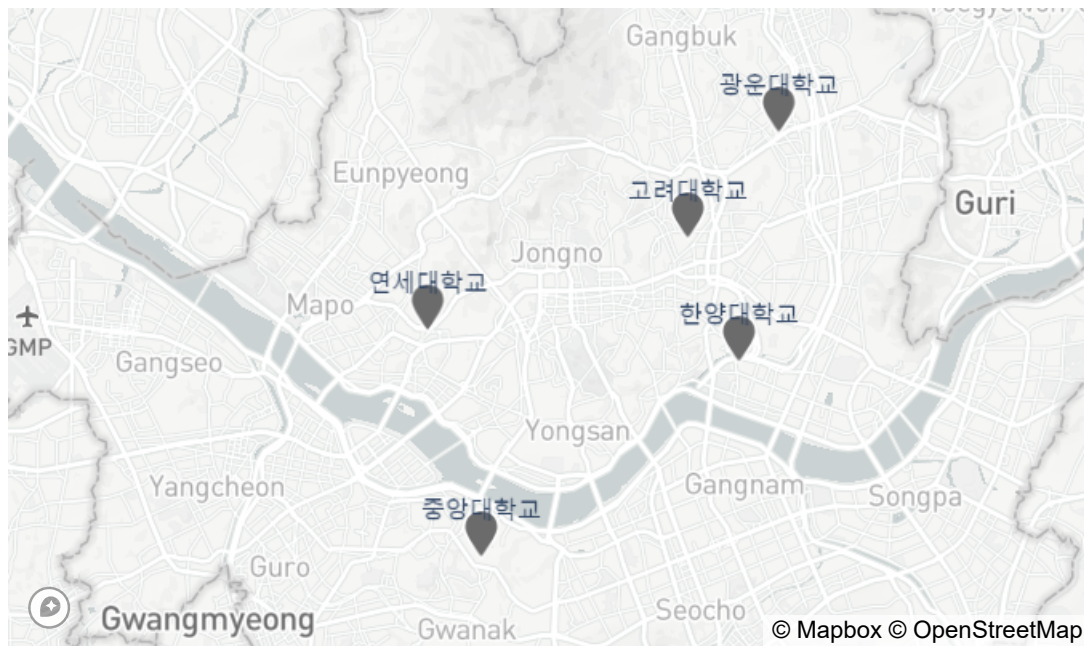 Gangbuk
광운대학교
Eunpyeong
고려대학교
Guri
Jongno
연세대학교
Mapo
한양대학교
GMP
Gangseo
Yongsan
Yangcheon
Gangnam
Songpa
중앙대학교
Guro
Seocho
Gwangmyeong
Gwanak
© Mapbox © OpenStreetMap